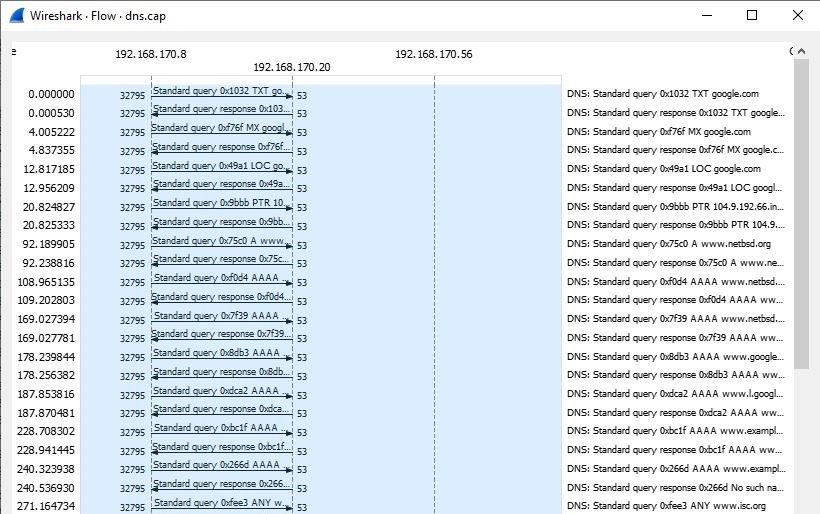 Wireshark · Flow · dns.cap
e 192.168.170.8 192.168.170.56
192.168.170.20
0.000000 32795 Standard query 0x1032 TXT go... 53 DNS: Standard query 0x1032 TXT google.com
0.000530 32795 Standard query response 0x103... 53 DNS: Standard query response 0x1032 TXT google...
4.005222 32795 Standard query 0xf76f MX googl... 53 DNS: Standard query 0xf76f MX google.com
4.837355 32795 Standard query response 0xf76f... 53 DNS: Standard query response 0xf76f MX google.c...
12.817185 32795 Standard query 0x49a1 LOC go... 53 DNS: Standard query 0x49a1 LOC google.com
12.956209 32795 Standard query response 0x49a... 53 DNS: Standard query response 0x49a1 LOC googl...
20.824827 32795 Standard query 0x9bbb PTR 10... 53 DNS: Standard query 0x9bbb PTR 104.9.192.66.in...
20.825333 32795 Standard query response 0x9bb... 53 DNS: Standard query response 0x9bbb PTR 104.9....
92.189905 32795 Standard query 0x75c0 A www... 53 DNS: Standard query 0x75c0 A www.netbsd.org
92.238816 32795 Standard query response 0x75c... 53 DNS: Standard query response 0x75c0 A www.ne...
108.965135 32795 Standard query 0xf0d4 AAAA ... 53 DNS: Standard query 0xf0d4 AAAA www.netbsd....
109.202803 32795 Standard query response 0xf0d4... 53 DNS: Standard query response 0xf0d4 AAAA ww...
169.027394 32795 Standard query 0x7f39 AAAA ... 53 DNS: Standard query 0x7f39 AAAA www.netbsd....
169.027781 32795 Standard query response 0x7f39... 53 DNS: Standard query response 0x7f39 AAAA ww...
178.239844 32795 Standard query 0x8db3 AAAA ... 53 DNS: Standard query 0x8db3 AAAA www.google...
178.256382 32795 Standard query response 0x8db... 53 DNS: Standard query response 0x8db3 AAAA ww...
187.853816 32795 Standard query 0xdca2 AAAA ... 53 DNS: Standard query 0xdca2 AAAA www.l.googl...
187.870481 32795 Standard query response 0xdca... 53 DNS: Standard query response 0xdca2 AAAA ww...
228.708302 32795 Standard query 0xbc1f AAAA ... 53 DNS: Standard query 0xbc1f AAAA www.exampl...
228.941445 32795 Standard query response 0xbc1f... 53 DNS: Standard query response 0xbc1f AAAA ww...
240.323938 32795 Standard query 0x266d AAAA ... 53 DNS: Standard query 0x266d AAAA www.exampl...
240.536930 32795 Standard query response 0x266... 53 DNS: Standard query response 0x266d No such na...
271.164734 32795 Standard query 0xfee3 ANY w... 53 DNS: Standard query 0xfee3 ANY www.isc.org